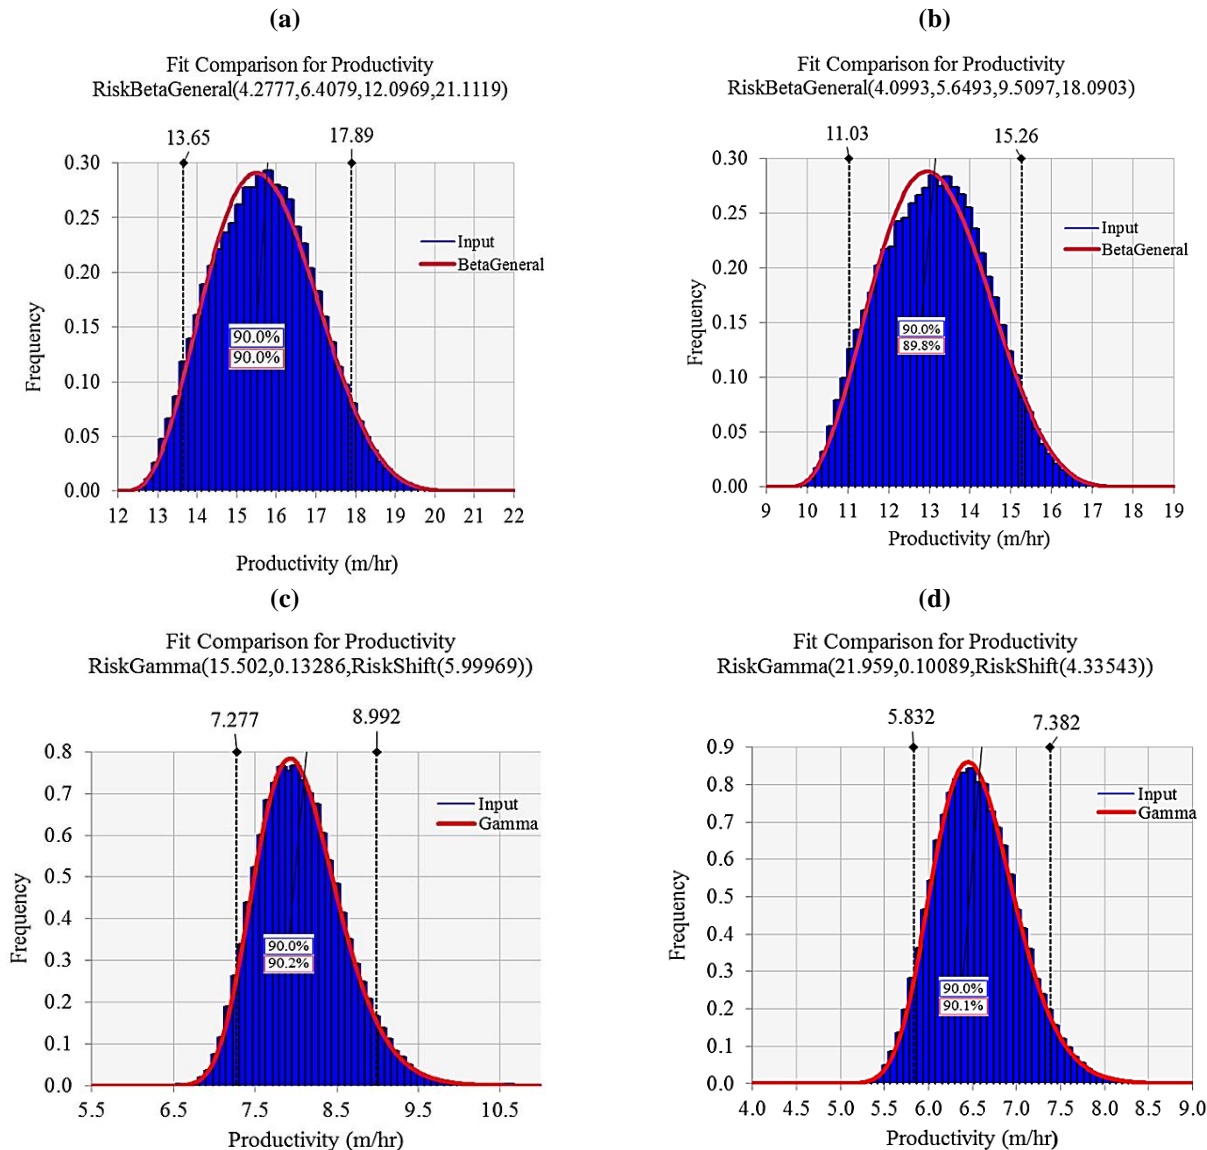 (a)
Fit Comparison for Productivity
RiskBetaGeneral(4.2777,6.4079,12.0969,21.1119)
13.65 17.89
0.30
0.25
0.20
0.15
0.10
0.05
0.00
Frequency
Input
BetaGeneral
90.0%
90.0%
12 13 14 15 16 17 18 19 20 21 22
Productivity (m/hr)
(b)
Fit Comparison for Productivity
RiskBetaGeneral(4.0993,5.6493,9.5097,18.0903)
11.03 15.26
0.30
0.25
0.20
0.15
0.10
0.05
0.00
Frequency
Input
BetaGeneral
90.0%
89.8%
9 10 11 12 13 14 15 16 17 18 19
Productivity (m/hr)
(c)
Fit Comparison for Productivity
RiskGamma(15.502,0.13286,RiskShift(5.99969))
7.277 8.992
0.8
0.7
0.6
0.5
0.4
0.3
0.2
0.1
0.0
Frequency
Input
Gamma
90.0%
90.2%
5.5 6.5 7.5 8.5 9.5 10.5
Productivity (m/hr)
(d)
Fit Comparison for Productivity
RiskGamma(21.959,0.10089,RiskShift(4.33543))
5.832 7.382
0.9
0.8
0.7
0.6
0.5
0.4
0.3
0.2
0.1
0.0
Frequency
Input
Gamma
90.0%
90.1%
4.0 4.5 5.0 5.5 6.0 6.5 7.0 7.5 8.0 8.5 9.0
Productivity (m/hr)